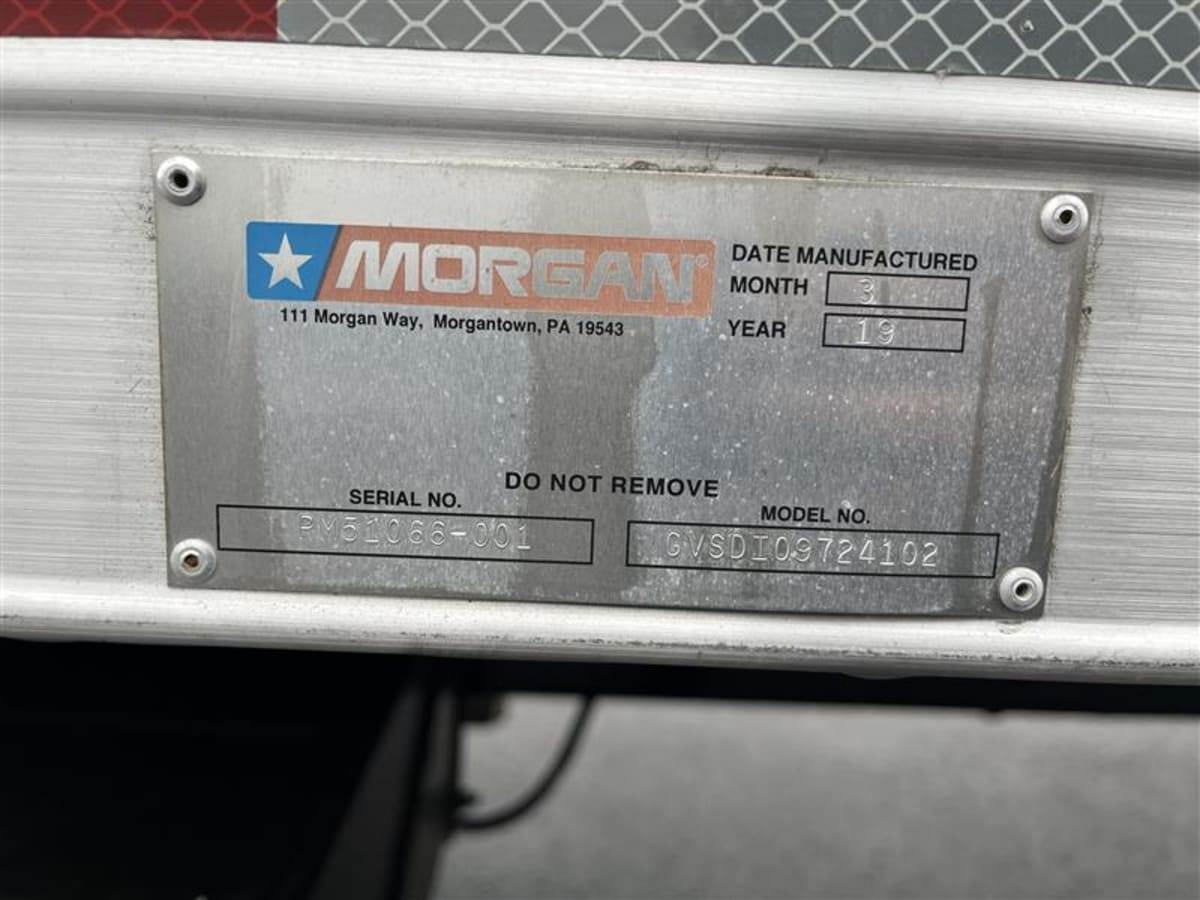 MORGAN®
111 Morgan Way, Morgantown, PA 19543
DATE MANUFACTURED
MONTH 3
YEAR 19
DO NOT REMOVE
SERIAL NO.
PM51066-001
MODEL NO.
GVSDI09724102